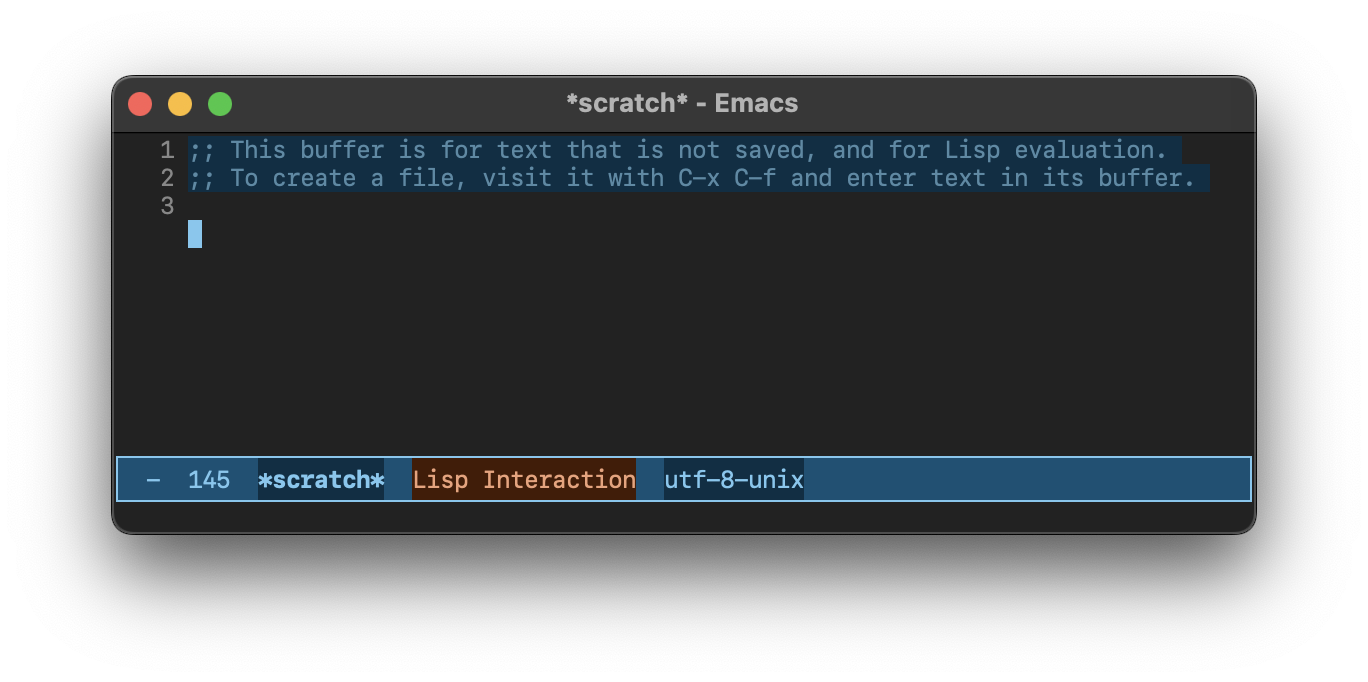 *scratch* - Emacs
1 ;; This buffer is for text that is not saved, and for Lisp evaluation.
2 ;; To create a file, visit it with C-x C-f and enter text in its buffer.
3
- 145 *scratch* Lisp Interaction utf-8-unix